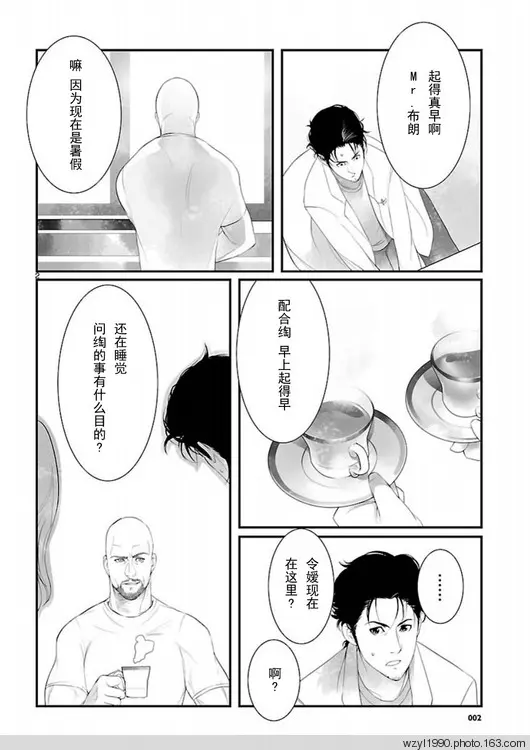 起得真早啊
Mr.布朗
嘛 因为现在是暑假
配合绹 早上起得早
还在睡觉
问绹的事有什么目的?
……
令嫒现在
在这里?
啊?
002
wzyl1990.photo.163.com